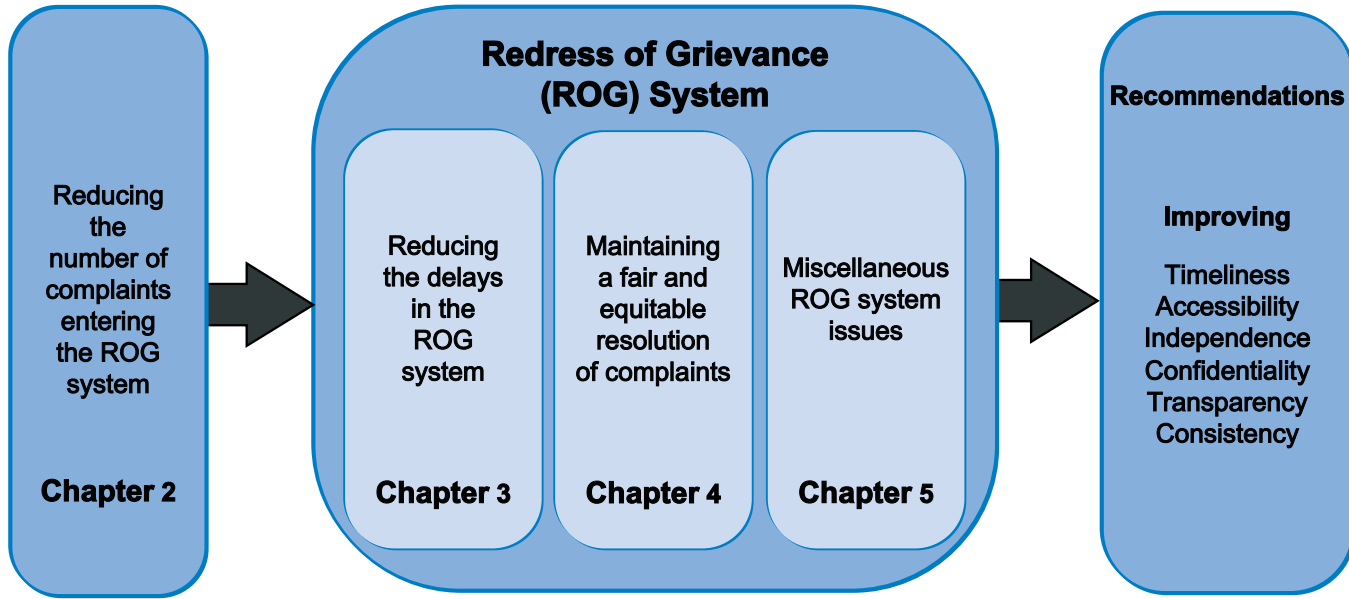 Reducing
the
number of
complaints
entering
the ROG
system
Chapter 2
Redress of Grievance
(ROG) System
Reducing
the delays
in the
ROG
system
Chapter 3
Maintaining
a fair and
equitable
resolution
of complaints
Chapter 4
Miscellaneous
ROG system
issues
Chapter 5
Recommendations
Improving
Timeliness
Accessibility
Independence
Confidentiality
Transparency
Consistency